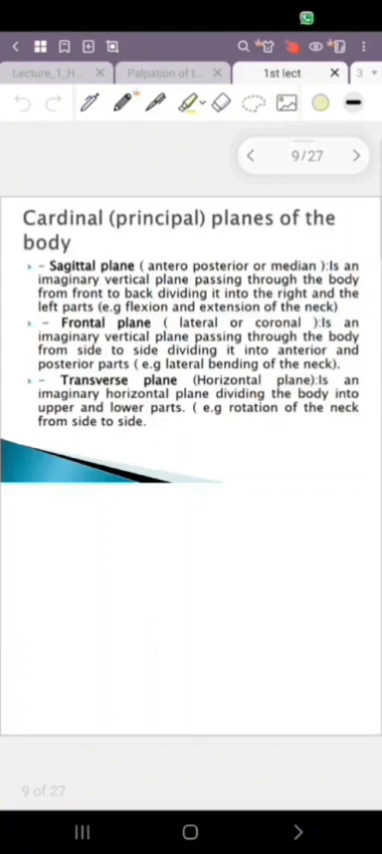 Lecture_1_H...
Palpation of t...
1st lect
3
9/27
Cardinal (principal) planes of the
body
- Sagittal plane ( antero posterior or median ):Is an
imaginary vertical plane passing through the body
from front to back dividing it into the right and the
left parts (e.g flexion and extension of the neck)
- Frontal plane ( lateral or coronal ):Is an
imaginary vertical plane passing through the body
from side to side dividing it into anterior and
posterior parts ( e.g lateral bending of the neck).
- Transverse plane (Horizontal plane):Is an
imaginary horizontal plane dividing the body into
upper and lower parts. ( e.g rotation of the neck
from side to side.
9 of 27